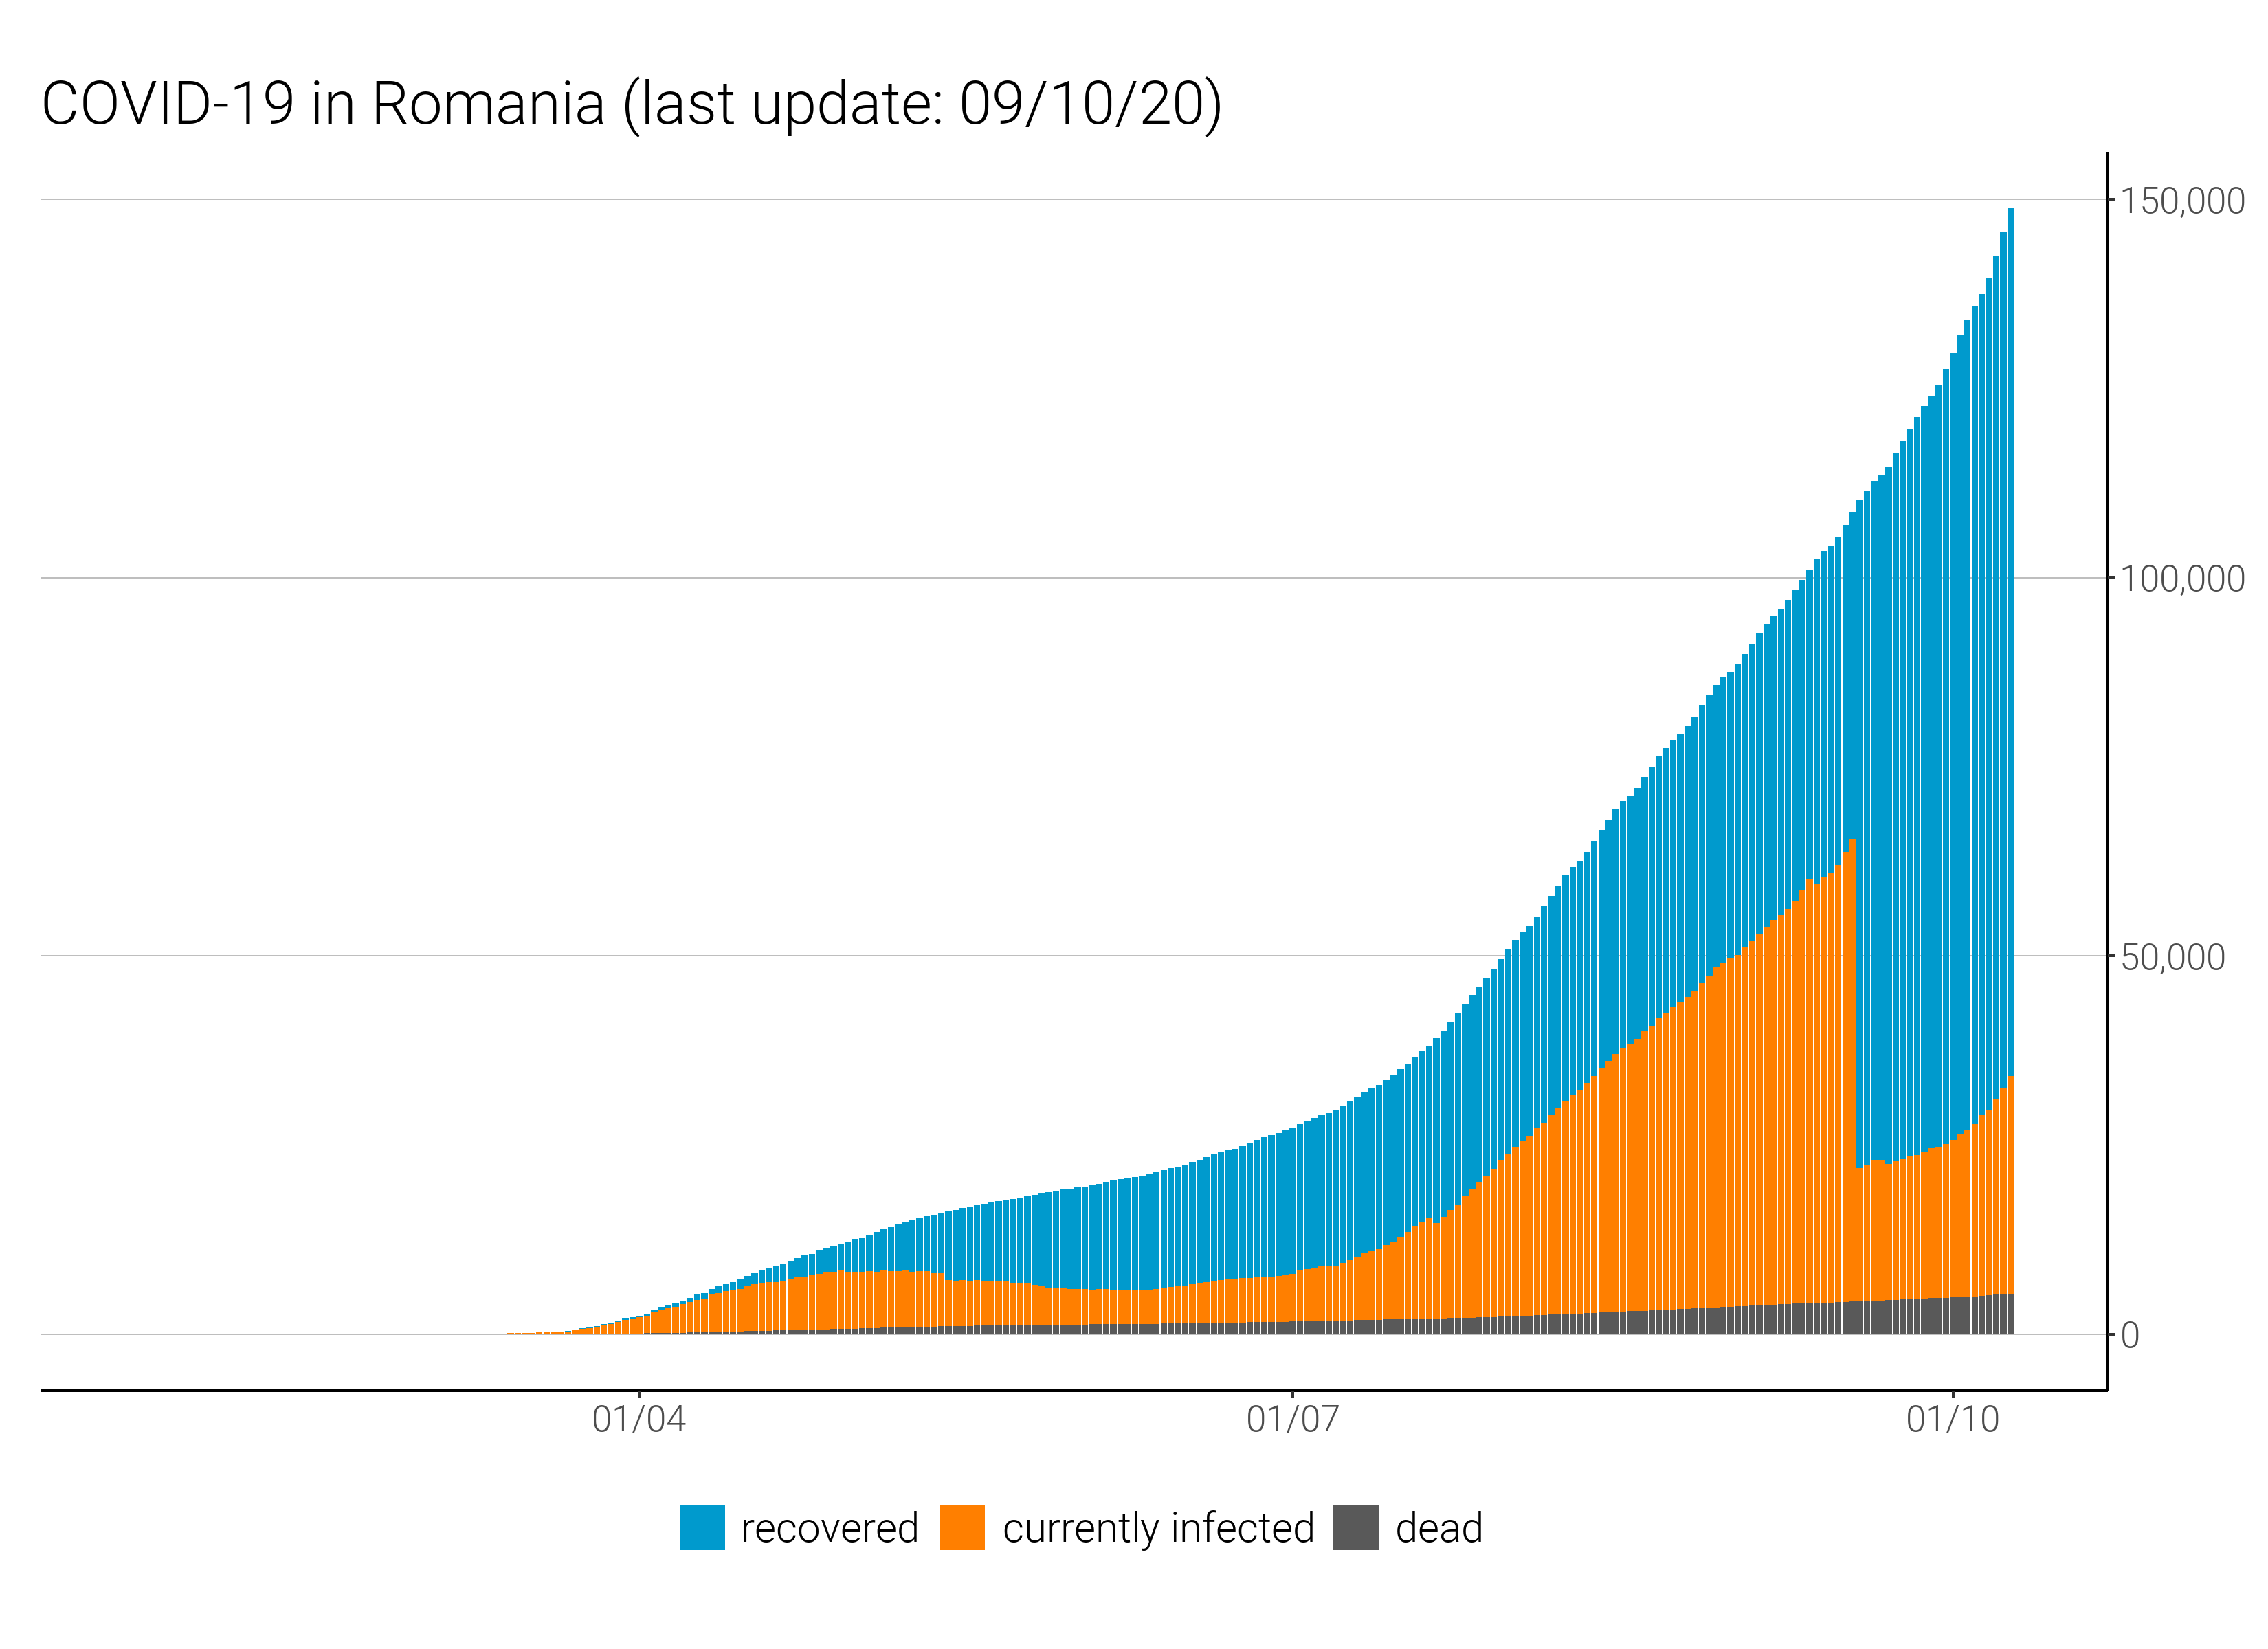 COVID-19 in Romania (last update: 09/10/20)
150,000
100,000
50,000
0
01/04 01/07 01/10
recovered currently infected dead